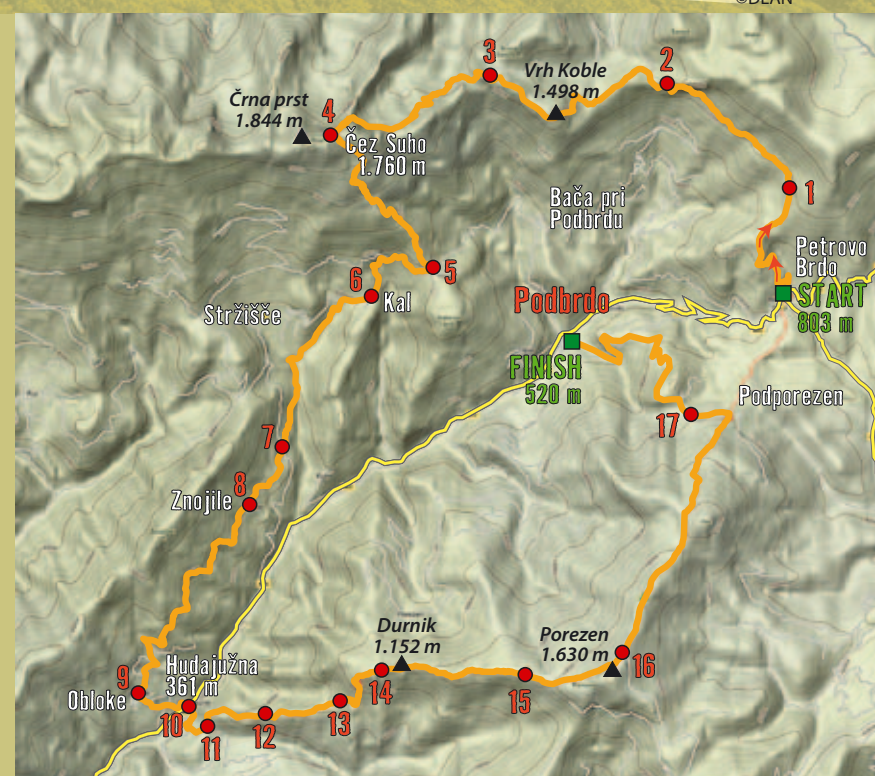 ©DEAN
3
2
Vrh Koble
1.498 m
Črna prst
1.844 m
4
Čez Suho
1.760 m
1
Bača pri
Podbrdu
Petrovo
Brdo
5
6
Kal
START
803 m
Stržišče
Podbrdo
FINISH
520 m
Podporezen
17
7
8
Znojile
Durnik
1.152 m
Porezen
1.630 m
16
Hudajužna
361 m
9
Obloke
14
15
10
11
12
13